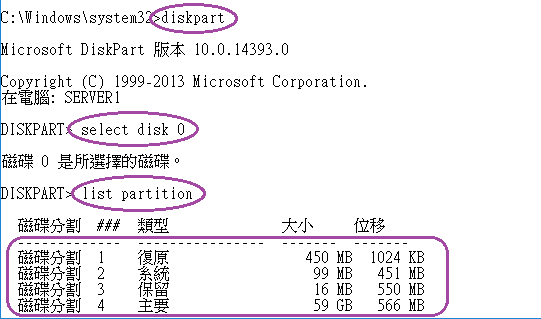 C:\Windows\system32>diskpart
Microsoft DiskPart 版本 10.0.14393.0
Copyright (C) 1999-2013 Microsoft Corporation.
在電腦: SERVER1
DISKPART> select disk 0
磁碟 0 是所選擇的磁碟。
DISKPART> list partition
磁碟分割 ### 類型 大小 位移
------------- ---------------- ------- -------
磁碟分割 1 復原 450 MB 1024 KB
磁碟分割 2 系統 99 MB 451 MB
磁碟分割 3 保留 16 MB 550 MB
磁碟分割 4 主要 59 GB 566 MB